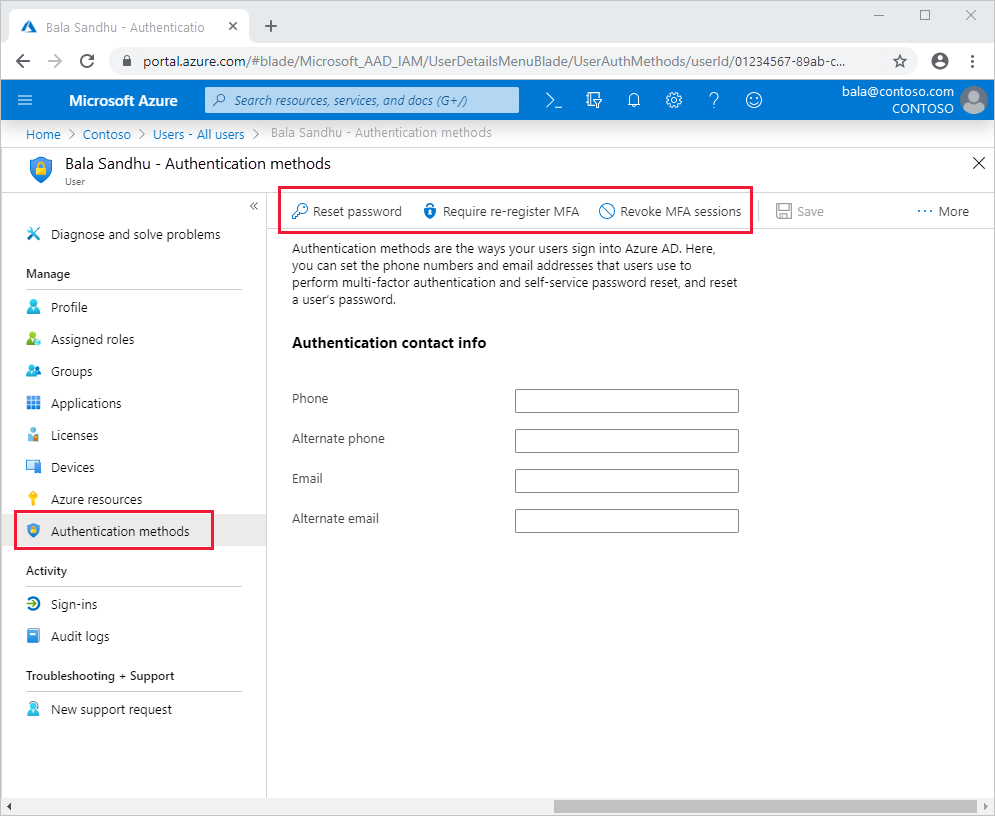 Bala Sandhu - Authenticatio
portal.azure.com/#blade/Microsoft_AAD_IAM/UserDetailsMenuBlade/UserAuthMethods/userId/01234567-89ab-c...
Microsoft Azure
Search resources, services, and docs (G+/)
bala@contoso.com
CONTOSO
Home > Contoso > Users - All users > Bala Sandhu - Authentication methods
Bala Sandhu - Authentication methods
User
Diagnose and solve problems
Manage
Profile
Assigned roles
Groups
Applications
Licenses
Devices
Azure resources
Authentication methods
Activity
Sign-ins
Audit logs
Troubleshooting + Support
New support request
Reset password Require re-register MFA Revoke MFA sessions Save ··· More
Authentication methods are the ways your users sign into Azure AD. Here,
you can set the phone numbers and email addresses that users use to
perform multi-factor authentication and self-service password reset, and reset
a user's password.
Authentication contact info
Phone
Alternate phone
Email
Alternate email